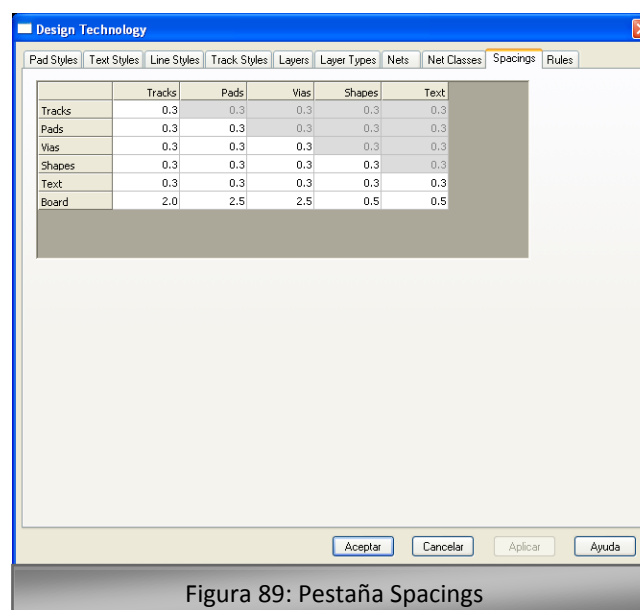 Design Technology
Pad Styles Text Styles Line Styles Track Styles Layers Layer Types Nets Net Classes Spacings Rules
Tracks Pads Vias Shapes Text
Tracks 0.3 0.3 0.3 0.3 0.3
Pads 0.3 0.3 0.3 0.3 0.3
Vias 0.3 0.3 0.3 0.3 0.3
Shapes 0.3 0.3 0.3 0.3 0.3
Text 0.3 0.3 0.3 0.3 0.3
Board 2.0 2.5 2.5 0.5 0.5
Aceptar Cancelar Aplicar Ayuda
Figura 89: Pestaña Spacings